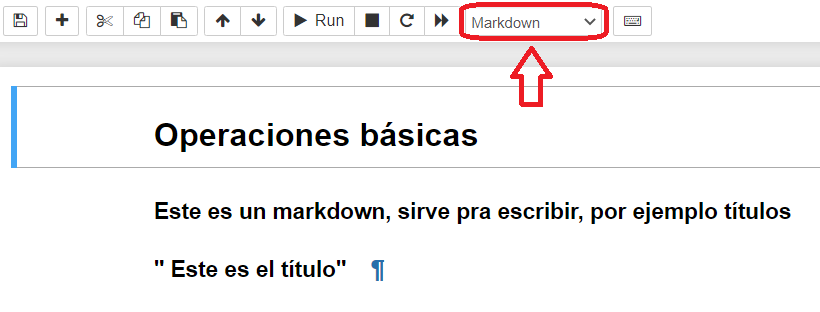 Run
Markdown
Operaciones básicas
Este es un markdown, sirve pra escribir, por ejemplo títulos
" Este es el título" ¶